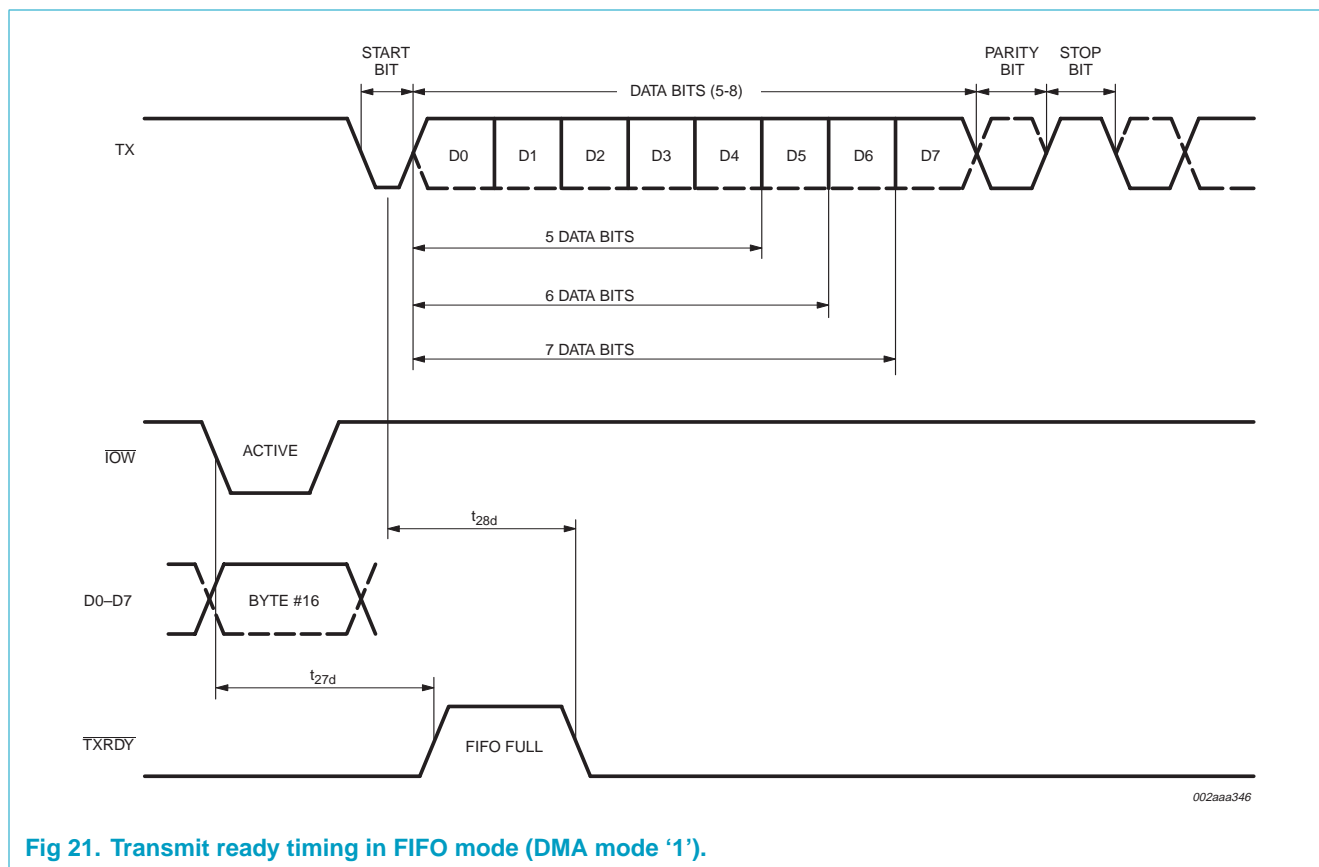 START
BIT
PARITY
BIT
STOP
BIT
DATA BITS (5-8)
TX
D0
D1
D2
D3
D4
D5
D6
D7
5 DATA BITS
6 DATA BITS
7 DATA BITS
IOW
ACTIVE
t28d
D0–D7
BYTE #16
t27d
TXRDY
FIFO FULL
002aaa346
Fig 21. Transmit ready timing in FIFO mode (DMA mode ‘1’).